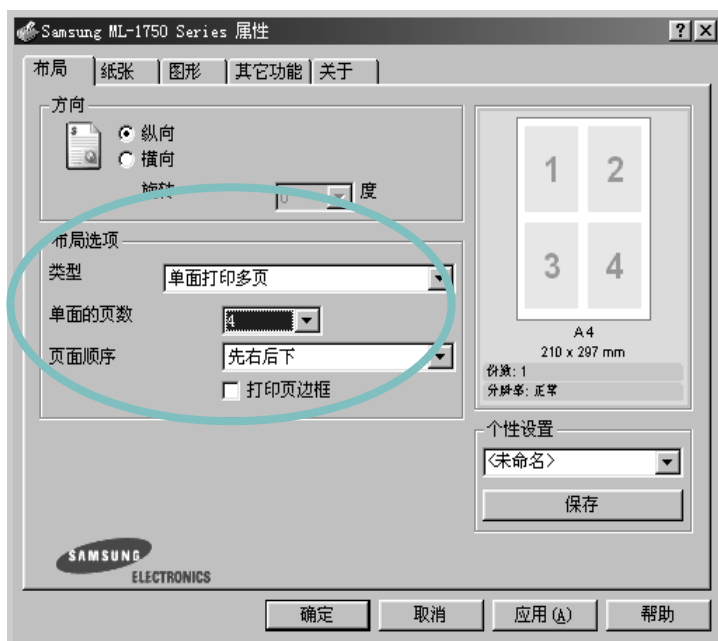 Samsung ML-1750 Series 属性
布局 纸张 图形 其它功能 关于
方向
纵向
横向
旋转 0 度
布局选项
类型 单面打印多页
单面的页数 4
页面顺序 先右后下
打印页边框
1 2
3 4
A4
210 x 297 mm
份数: 1
分辨率: 正常
个性设置
<未命名>
保存
SAMSUNG
ELECTRONICS
确定 取消 应用(A) 帮助